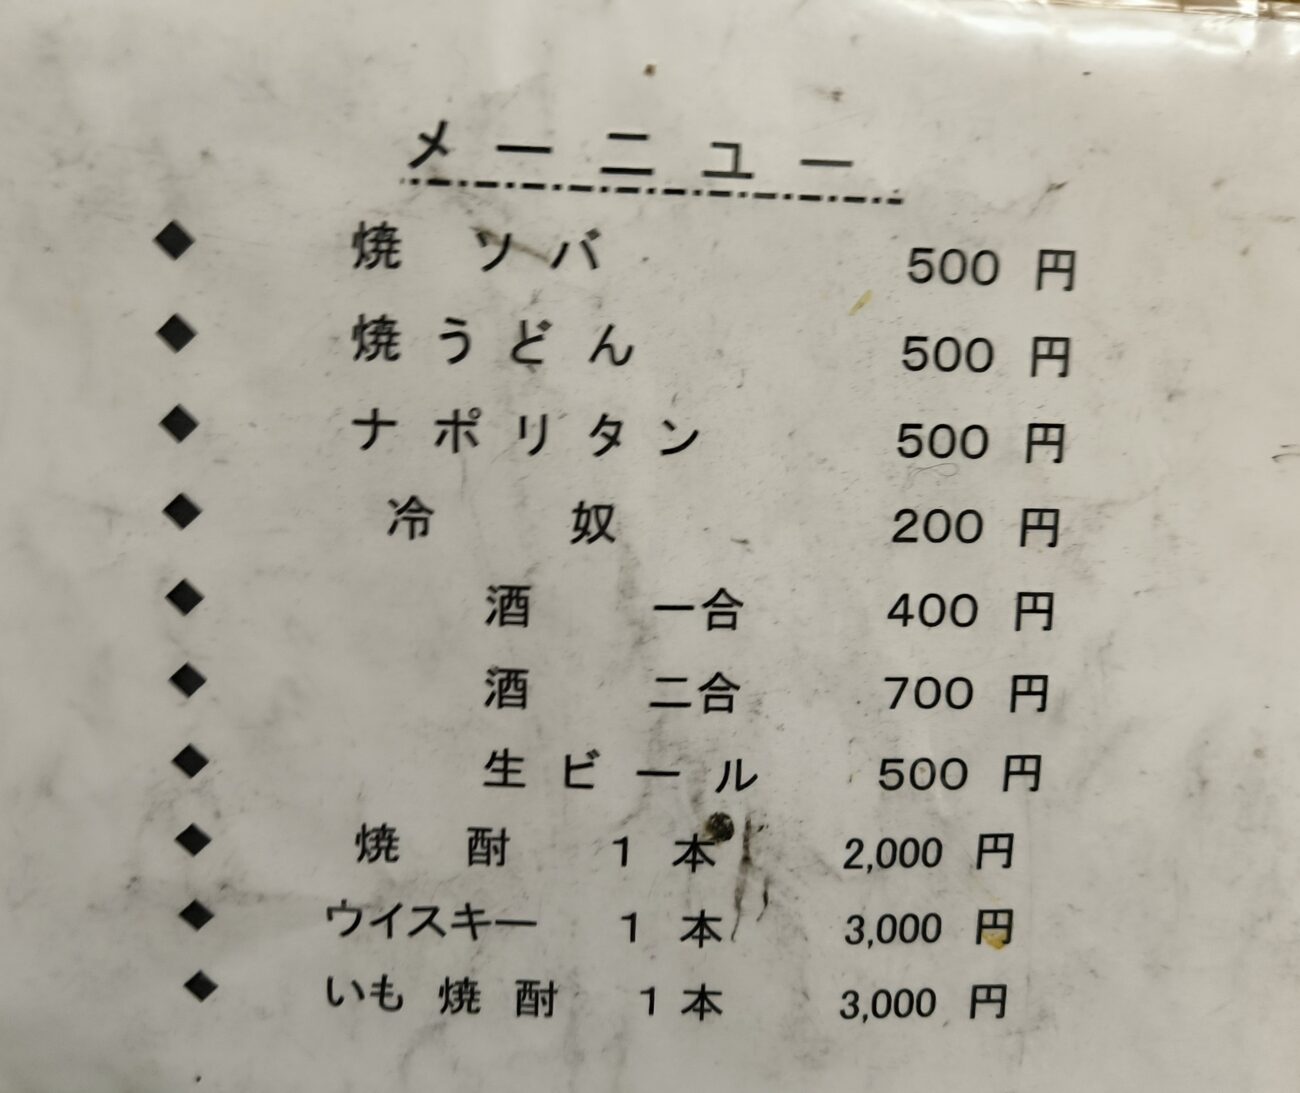 メーニュー
◆ 焼 ソバ 500 円
◆ 焼うどん 500 円
◆ ナポリタン 500 円
◆ 冷 奴 200 円
◆ 酒 一合 400 円
◆ 酒 二合 700 円
◆ 生ビール 500 円
◆ 焼 酎 1 本 2,000 円
◆ ウイスキー 1 本 3,000 円
◆ いも 焼 酎 1 本 3,000 円